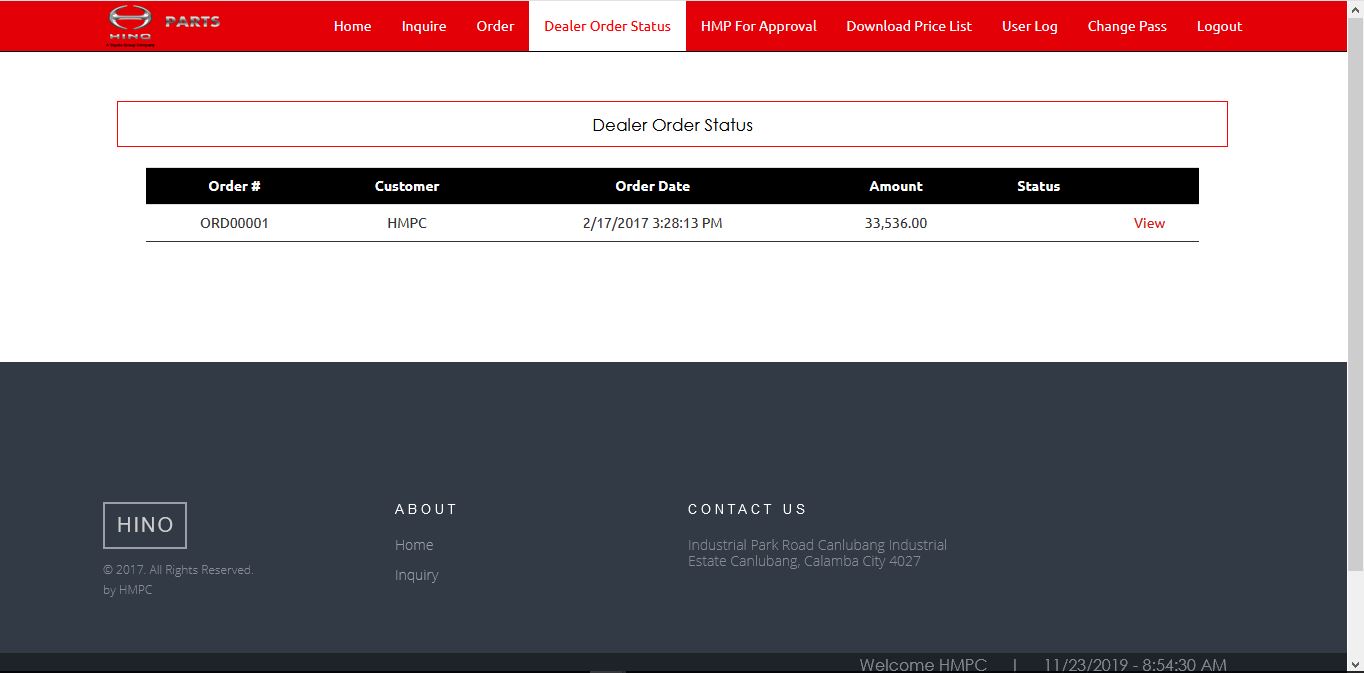 HINO PARTS
Home Inquire Order Dealer Order Status HMP For Approval Download Price List User Log Change Pass Logout
Dealer Order Status
Order # Customer Order Date Amount Status
ORD00001 HMPC 2/17/2017 3:28:13 PM 33,536.00 View
HINO
© 2017. All Rights Reserved.
by HMPC
ABOUT
Home
Inquiry
CONTACT US
Industrial Park Road Canlubang Industrial
Estate Canlubang, Calamba City 4027
Welcome HMPC | 11/23/2019 - 8:54:30 AM